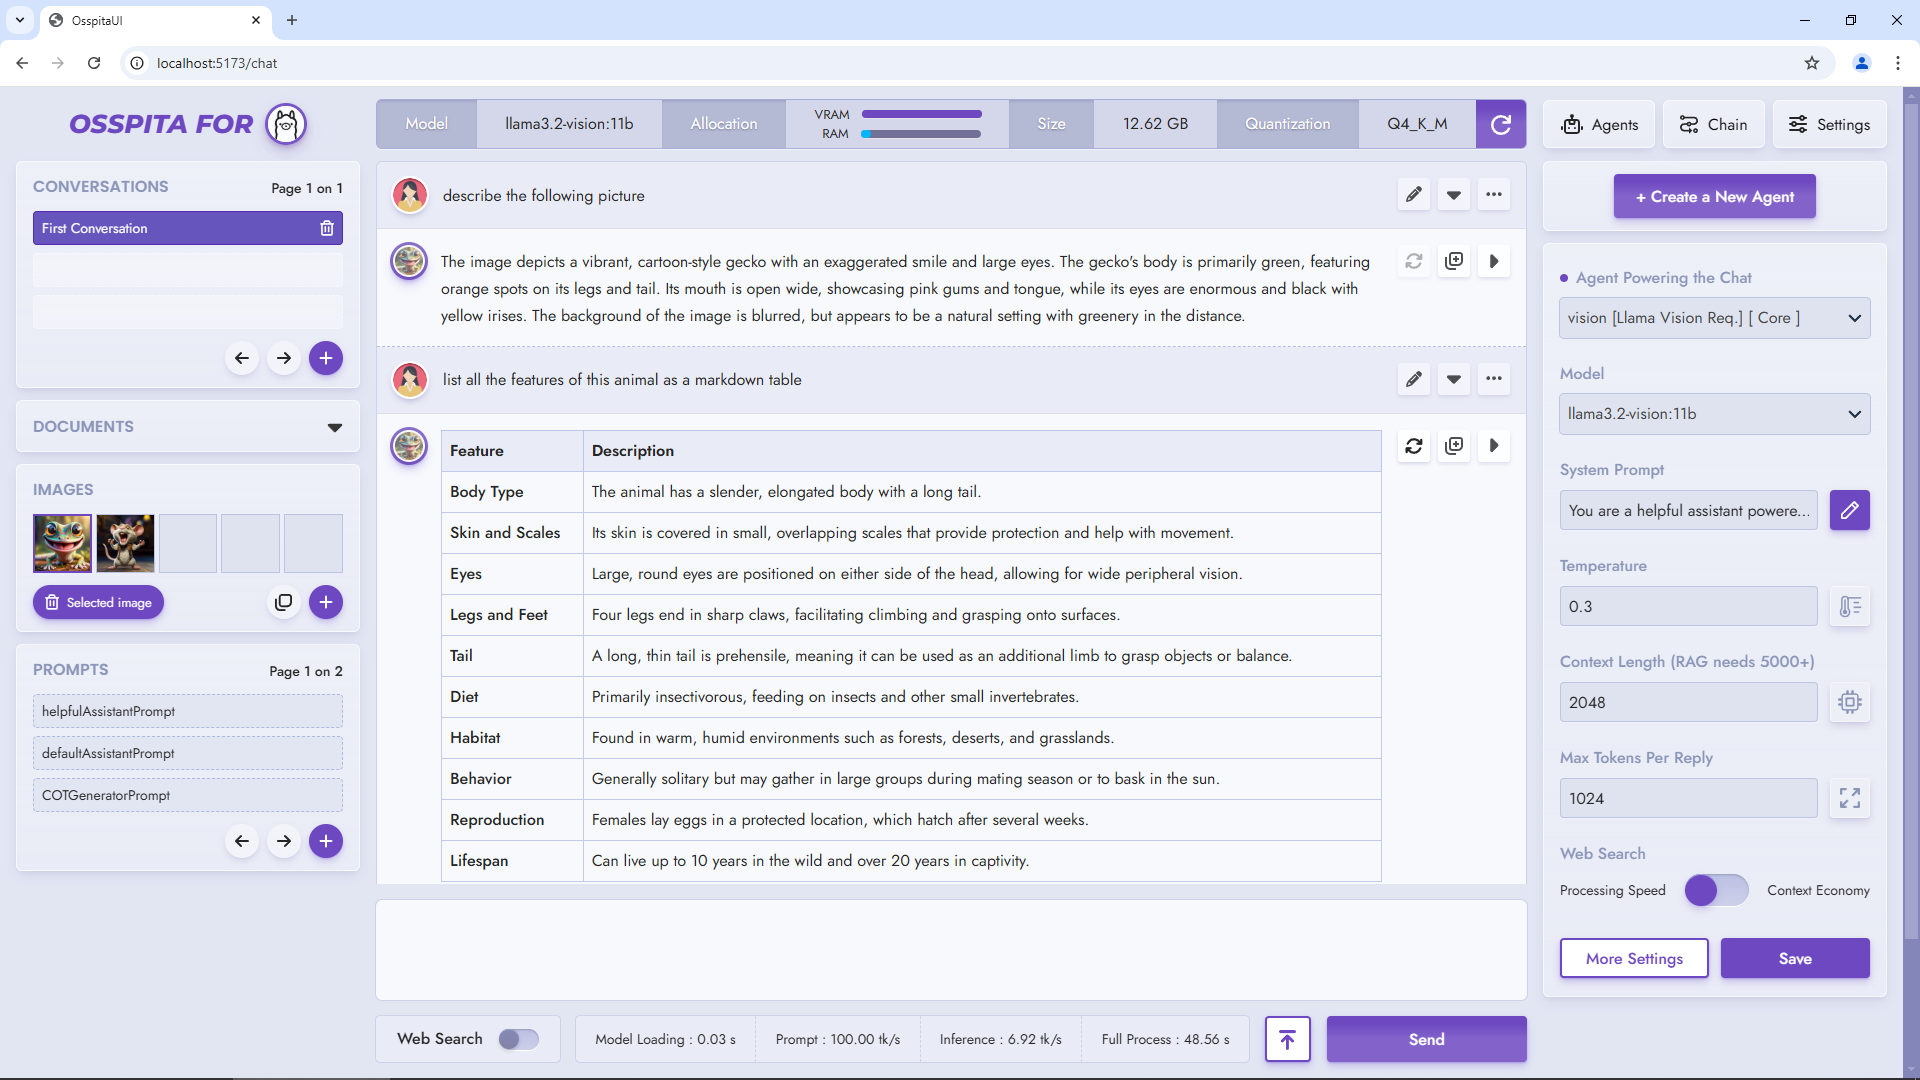 OsspitaUI
localhost:5173/chat
OSSPITA FOR
Model
llama3.2-vision:11b
Allocation
VRAM
RAM
Size
12.62 GB
Quantization
Q4_K_M
Agents
Chain
Settings
CONVERSATIONS
Page 1 on 1
First Conversation
DOCUMENTS
IMAGES
Selected image
PROMPTS
Page 1 on 2
helpfulAssistantPrompt
defaultAssistantPrompt
COTGeneratorPrompt
describe the following picture
The image depicts a vibrant, cartoon-style gecko with an exaggerated smile and large eyes. The gecko's body is primarily green, featuring
orange spots on its legs and tail. Its mouth is open wide, showcasing pink gums and tongue, while its eyes are enormous and black with
yellow irises. The background of the image is blurred, but appears to be a natural setting with greenery in the distance.
list all the features of this animal as a markdown table
Feature Description
Body Type The animal has a slender, elongated body with a long tail.
Skin and Scales Its skin is covered in small, overlapping scales that provide protection and help with movement.
Eyes Large, round eyes are positioned on either side of the head, allowing for wide peripheral vision.
Legs and Feet Four legs end in sharp claws, facilitating climbing and grasping onto surfaces.
Tail A long, thin tail is prehensile, meaning it can be used as an additional limb to grasp objects or balance.
Diet Primarily insectivorous, feeding on insects and other small invertebrates.
Habitat Found in warm, humid environments such as forests, deserts, and grasslands.
Behavior Generally solitary but may gather in large groups during mating season or to bask in the sun.
Reproduction Females lay eggs in a protected location, which hatch after several weeks.
Lifespan Can live up to 10 years in the wild and over 20 years in captivity.
Web Search
Model Loading : 0.03 s
Prompt : 100.00 tk/s
Inference : 6.92 tk/s
Full Process : 48.56 s
Send
+ Create a New Agent
Agent Powering the Chat
vision [Llama Vision Req.] [ Core ]
Model
llama3.2-vision:11b
System Prompt
You are a helpful assistant powere...
Temperature
0.3
Context Length (RAG needs 5000+)
2048
Max Tokens Per Reply
1024
Web Search
Processing Speed
Context Economy
More Settings
Save